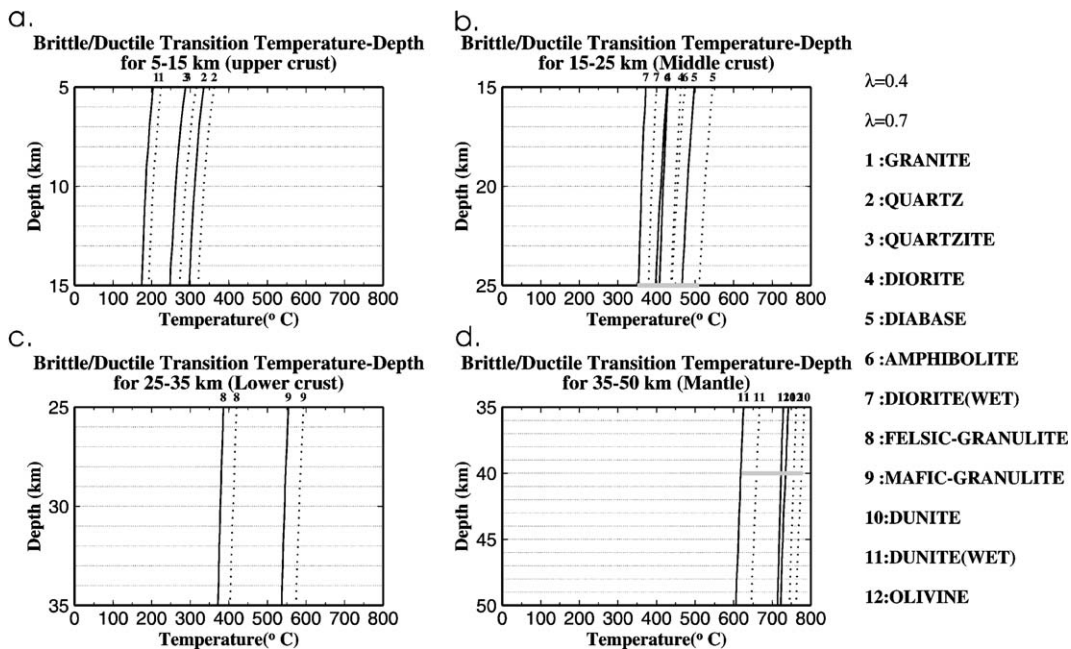 a.
Brittle/Ductile Transition Temperature-Depth
for 5-15 km (upper crust)
11 33 2 2
5
10
15
Depth (km)
0 100 200 300 400 500 600 700 800
Temperature(° C)
b.
Brittle/Ductile Transition Temperature-Depth
for 15-25 km (Middle crust)
7 7 4 6 5 5
15
20
25
Depth (km)
0 100 200 300 400 500 600 700 800
Temperature(° C)
c.
Brittle/Ductile Transition Temperature-Depth
for 25-35 km (Lower crust)
8 8 9 9
25
30
35
Depth (km)
0 100 200 300 400 500 600 700 800
Temperature(° C)
d.
Brittle/Ductile Transition Temperature-Depth
for 35-50 km (Mantle)
11 11 10
35
40
45
50
Depth (km)
0 100 200 300 400 500 600 700 800
Temperature(° C)
λ=0.4
λ=0.7
1 :GRANITE
2 :QUARTZ
3 :QUARTZITE
4 :DIORITE
5 :DIABASE
6 :AMPHIBOLITE
7 :DIORITE(WET)
8 :FELSIC-GRANULITE
9 :MAFIC-GRANULITE
10:DUNITE
11:DUNITE(WET)
12:OLIVINE